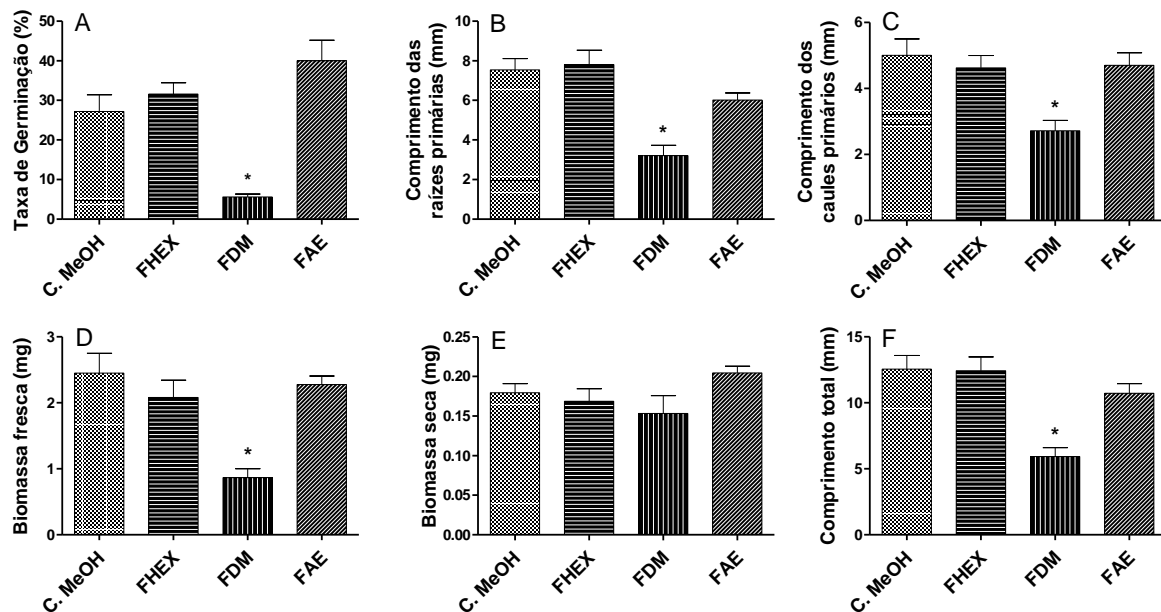 A
Taxa de Germinação (%)
50
40
30
20
10
0
*
C. MeOH
FHEX
FDM
FAE
B
Comprimento das
raízes primárias (mm)
10
8
6
4
2
0
*
C. MeOH
FHEX
FDM
FAE
C
Comprimento dos
caules primários (mm)
6
4
2
0
*
C. MeOH
FHEX
FDM
FAE
D
Biomassa fresca (mg)
3
2
1
0
*
C. MeOH
FHEX
FDM
FAE
E
Biomassa seca (mg)
0.25
0.20
0.15
0.10
0.05
0.00
C. MeOH
FHEX
FDM
FAE
F
Comprimento total (mm)
15
10
5
0
*
C. MeOH
FHEX
FDM
FAE